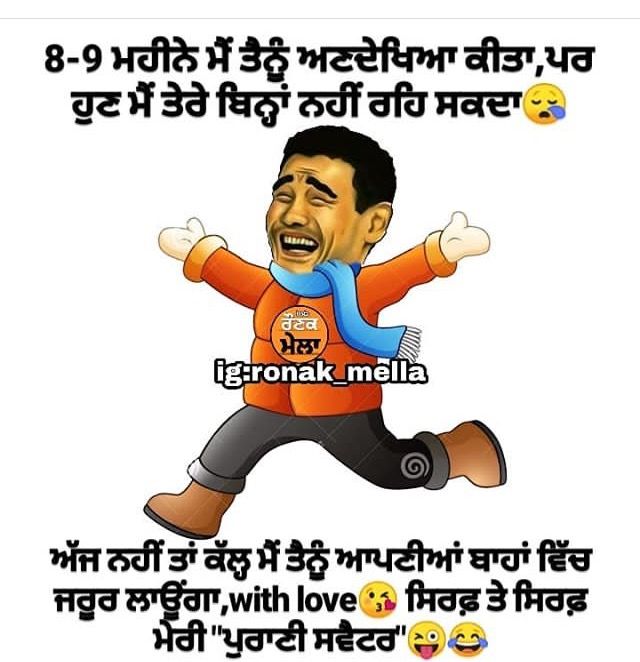 8-9 ਮਹੀਨੇ ਮੈਂ ਤੈਨੂੰ ਅਣਦੇਖਿਆ ਕੀਤਾ,ਪਰ
ਹੁਣ ਮੈਂ ਤੇਰੇ ਬਿਨ੍ਹਾਂ ਨਹੀਂ ਰਹਿ ਸਕਦਾ😪
ਰੌਣਕ
ਮੇਲਾ
ig:ronak_mella
ਅੱਜ ਨਹੀਂ ਤਾਂ ਕੱਲ੍ਹ ਮੈਂ ਤੈਨੂੰ ਆਪਣੀਆਂ ਬਾਹਾਂ ਵਿੱਚ
ਜਰੂਰ ਲਾਊਂਗਾ,with love😘 ਸਿਰਫ਼ ਤੇ ਸਿਰਫ਼
ਮੇਰੀ "ਪੁਰਾਣੀ ਸਵੈਟਰ"😜😂